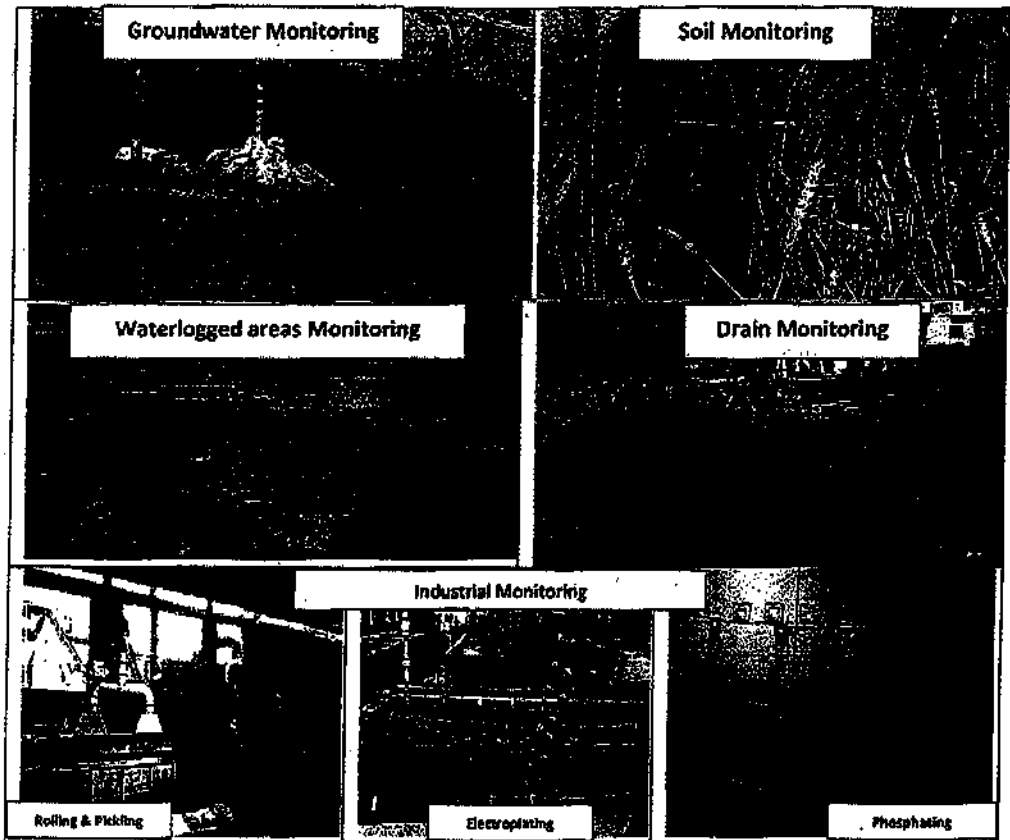 Groundwater Monitoring
Soil Monitoring
Waterlogged areas Monitoring
Drain Monitoring
Industrial Monitoring
Rolling & Pickling
Electroplating
Phosphating